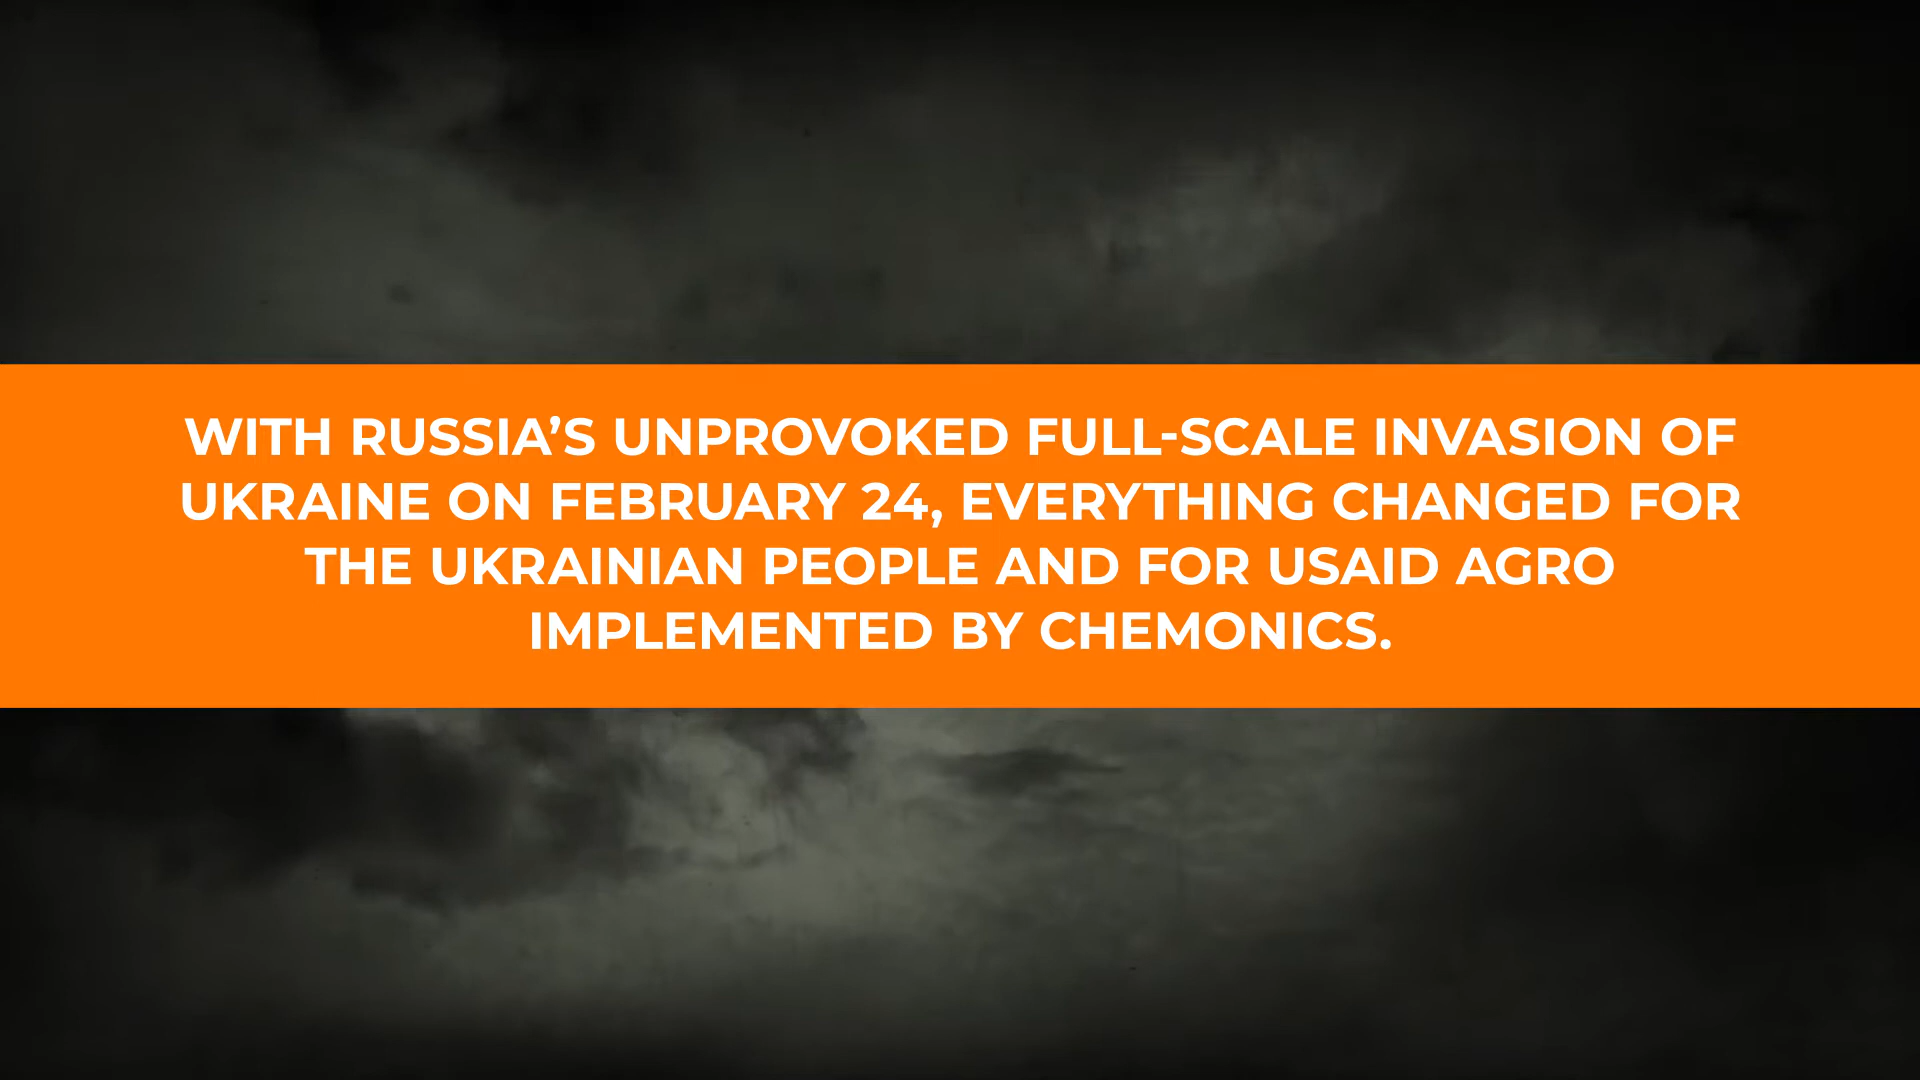 WITH RUSSIA’S UNPROVOKED FULL-SCALE INVASION OF
UKRAINE ON FEBRUARY 24, EVERYTHING CHANGED FOR
THE UKRAINIAN PEOPLE AND FOR USAID AGRO
IMPLEMENTED BY CHEMONICS.